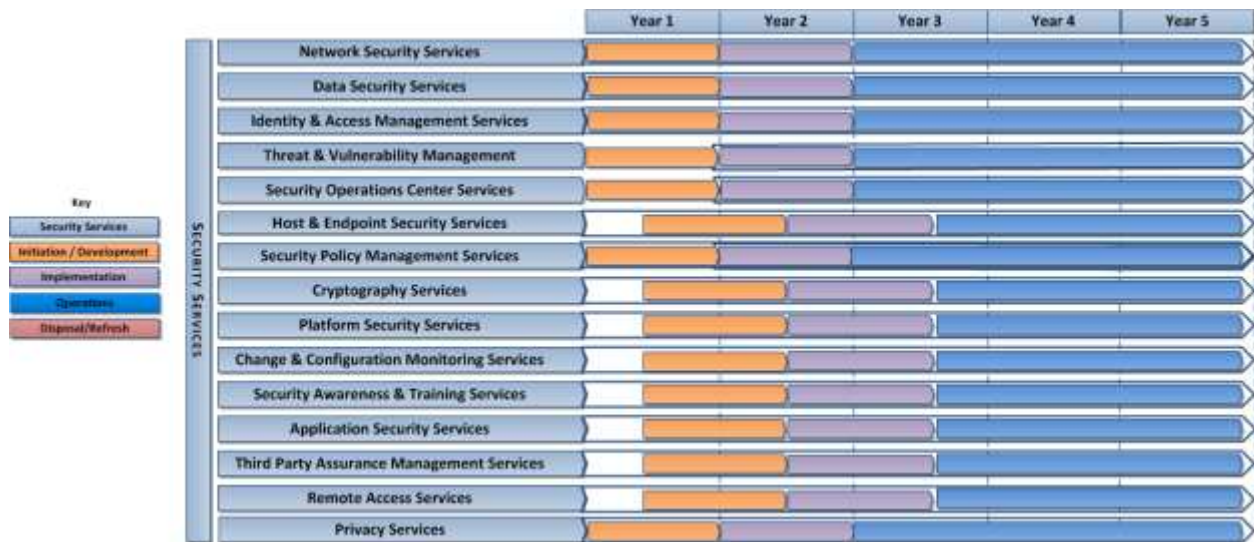 Year 1 Year 2 Year 3 Year 4 Year 5
Network Security Services
Data Security Services
Identity & Access Management Services
Threat & Vulnerability Management
Security Operations Center Services
Host & Endpoint Security Services
Security Policy Management Services
Cryptography Services
Platform Security Services
Change & Configuration Monitoring Services
Security Awareness & Training Services
Application Security Services
Third Party Assurance Management Services
Remote Access Services
Privacy Services
SECURITY SERVICES
Key
Security Services
Initiation / Development
Implementation
Operations
Disposal/Refresh